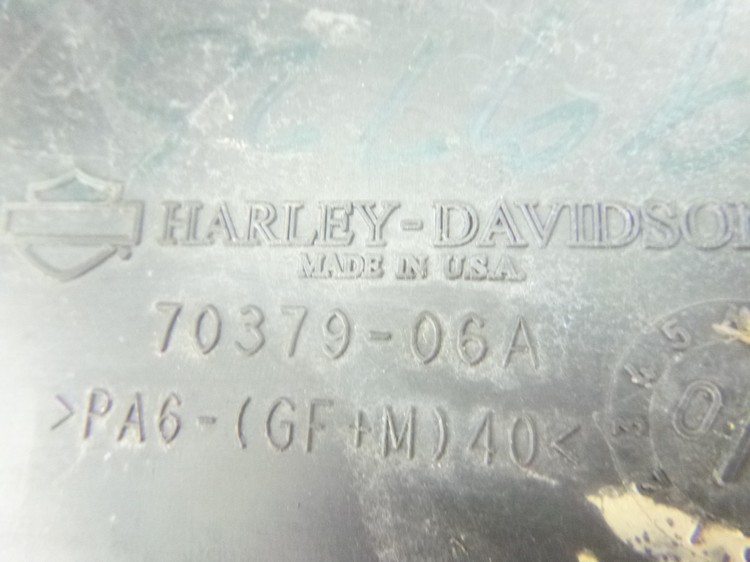 HARLEY-DAVIDSON
MADE IN U.S.A.
70379-06A
>PA6-(GF+M)40<